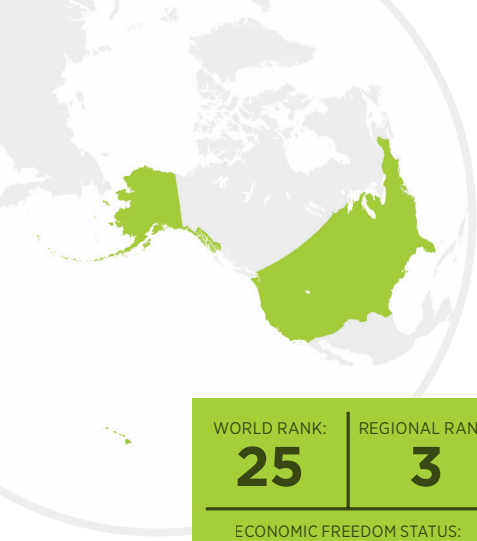 WORLD RANK:
REGIONAL RAN
25
3
ECONOMIC FREEDOM STATUS: